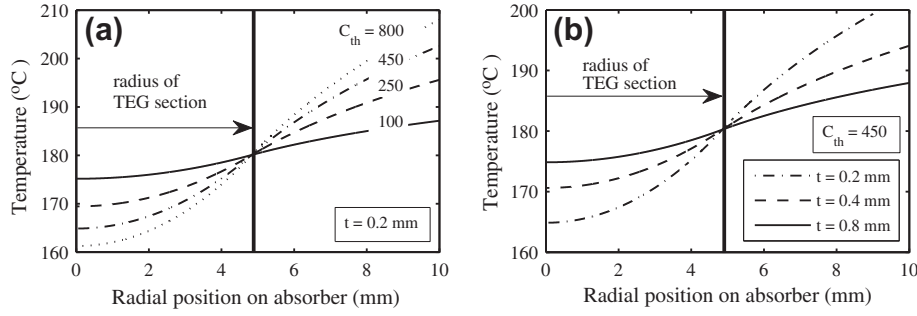 (a)
210
200
190
180
170
160
Temperature (ºC)
C_th = 800
450
250
100
radius of
TEG section
t = 0.2 mm
0 2 4 6 8 10
Radial position on absorber (mm)
(b)
200
190
180
170
160
Temperature (ºC)
radius of
TEG section
C_th = 450
t = 0.2 mm
t = 0.4 mm
t = 0.8 mm
0 2 4 6 8 10
Radial position on absorber (mm)